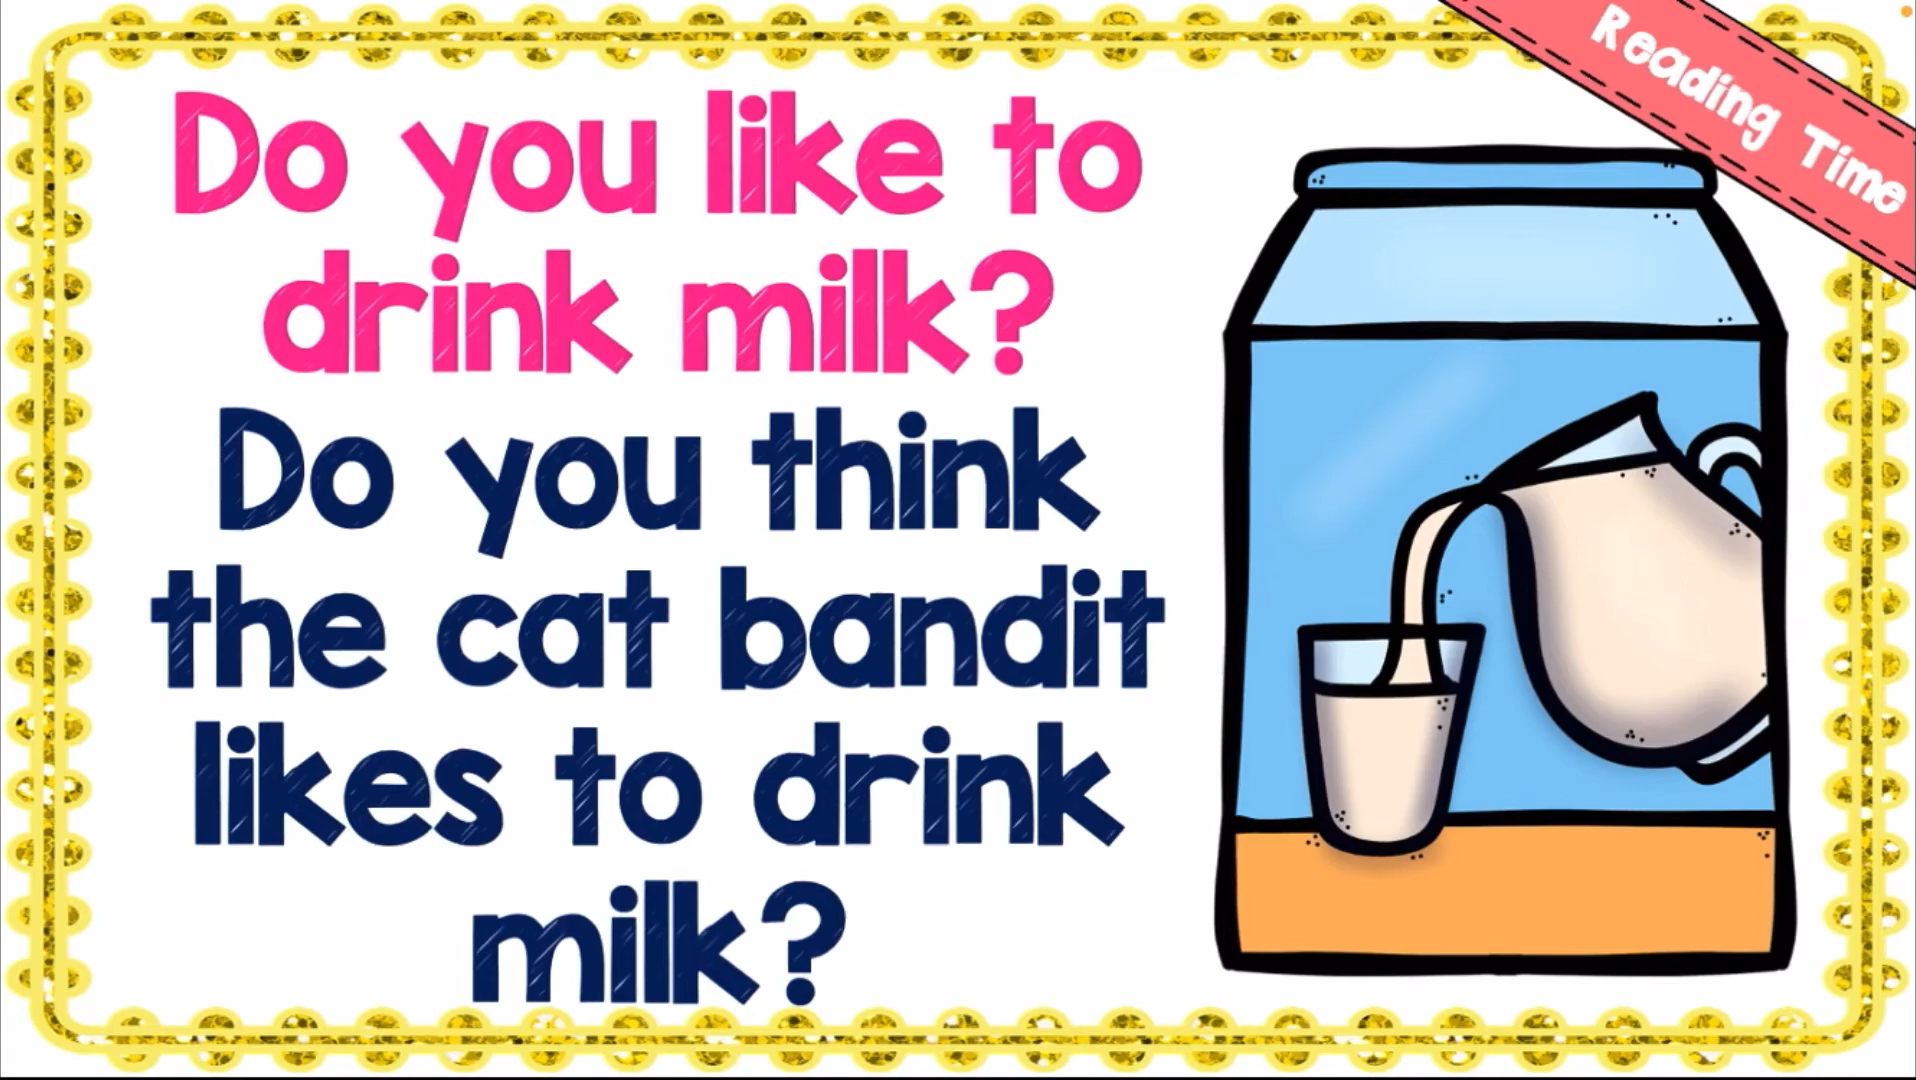 Do you like to
drink milk?
Do you think
the cat bandit
likes to drink
milk?
Reading Time